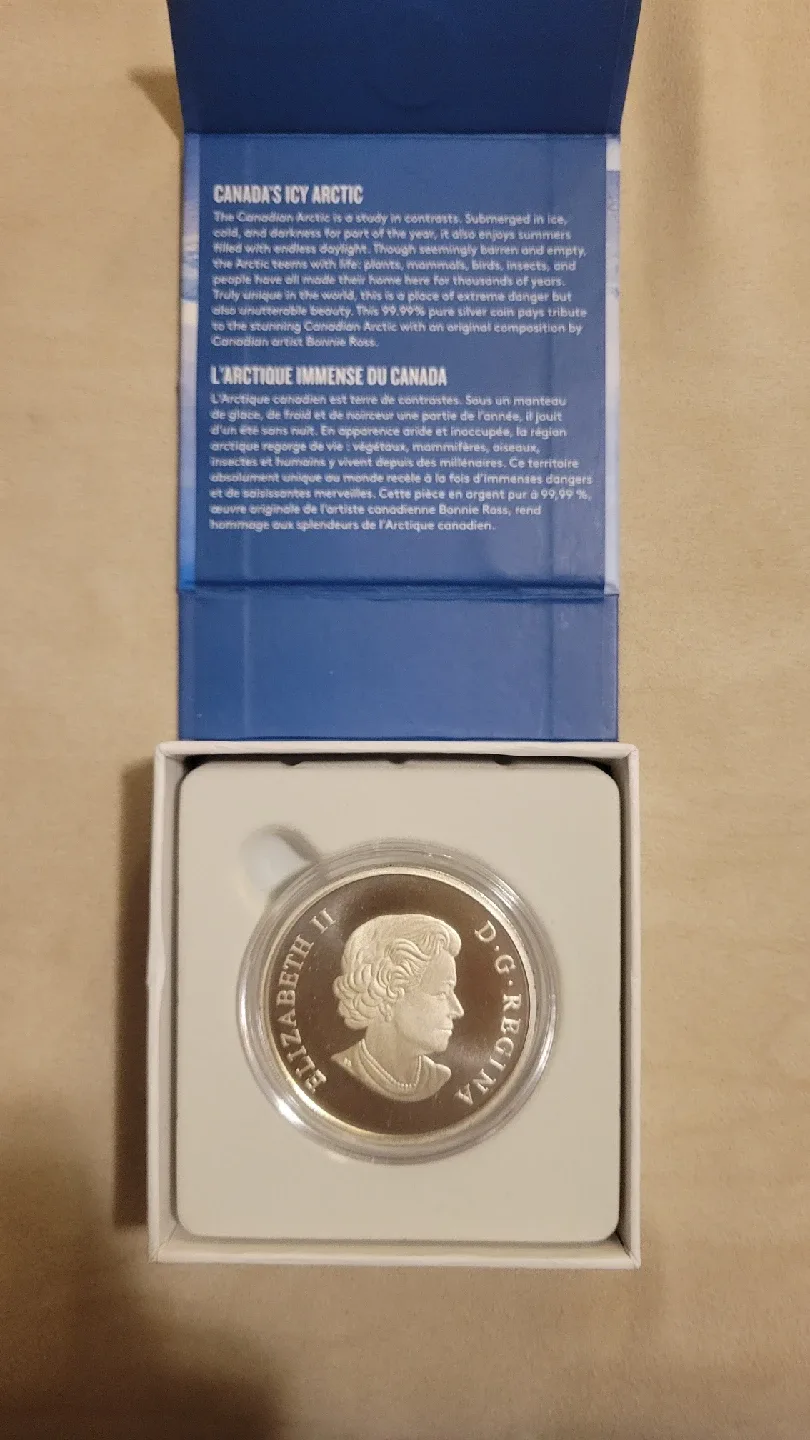 CANADA'S ICY ARCTIC
The Canadian Arctic is a study in contrasts. Submerged in ice,
cold, and darkness for part of the year, it also enjoys summers
filled with endless daylight. Though seemingly barren and empty,
the Arctic teems with life: plants, mammals, birds, insects, and
people have all made their home here for thousands of years.
Truly unique in the world, this is a place of extreme danger but
also unutterable beauty. This 99.99% pure silver coin pays tribute
to the stunning Canadian Arctic with an original composition by
Canadian artist Bonnie Ross.
L'ARCTIQUE IMMENSE DU CANADA
L'Arctique canadien est terre de contrastes. Sous un manteau
de glace, de froid et de noirceur une partie de l'année, il jouit
d'un été sans nuit. En apparence aride et inoccupée, la région
arctique regorge de vie : végétaux, mammifères, oiseaux,
insectes et humains y vivent depuis des millénaires. Ce territoire
absolument unique au monde recèle à la fois d'immenses dangers
et de saisissantes merveilles. Cette pièce en argent pur à 99,99 %,
œuvre originale de l'artiste canadienne Bonnie Ross, rend
hommage aux splendeurs de l'Arctique canadien.
ELIZABETH II
D·G·REGINA